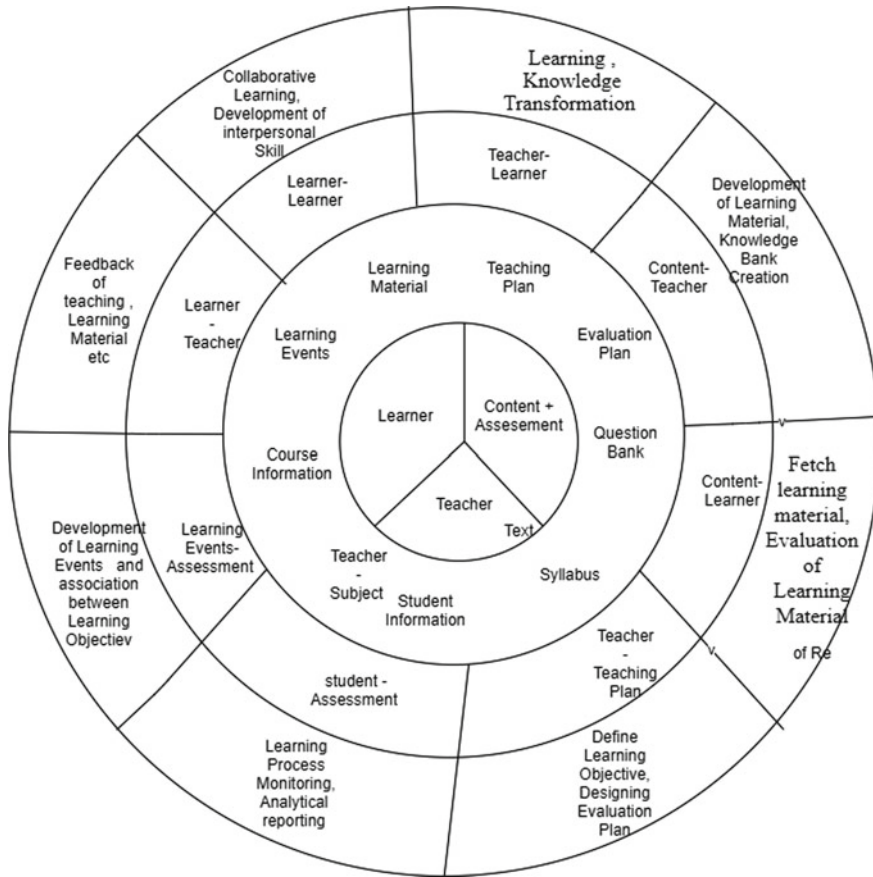 Learning ,
Knowledge
Transformation
Collaborative
Learning,
Development of
interpersonal
Skill
Teacher-
Learner
Learner-
Learner
Development
of Learning
Material,
Knowledge
Bank
Creation
Feedback
of
teaching ,
Learning
Material
etc
Learner
-
Teacher
Content-
Teacher
Learning
Material
Teaching
Plan
Learning
Events
Evaluation
Plan
Learner
Content +
Assesement
Teacher
Text
Course
Information
Question
Bank
Teacher
-
Subject
Student
Information
Syllabus
Content-
Learner
v
Fetch
learning
material,
Evaluation
of
Learning
Material
of Re
Development
of Learning
Events and
association
between
Learning
Objectiev
Learning
Events-
Assessment
student -
Assessment
Teacher
-
Teaching
Plan
v
Learning
Process
Monitoring,
Analytical
reporting
Define
Learning
Objective,
Designing
Evaluation
Plan